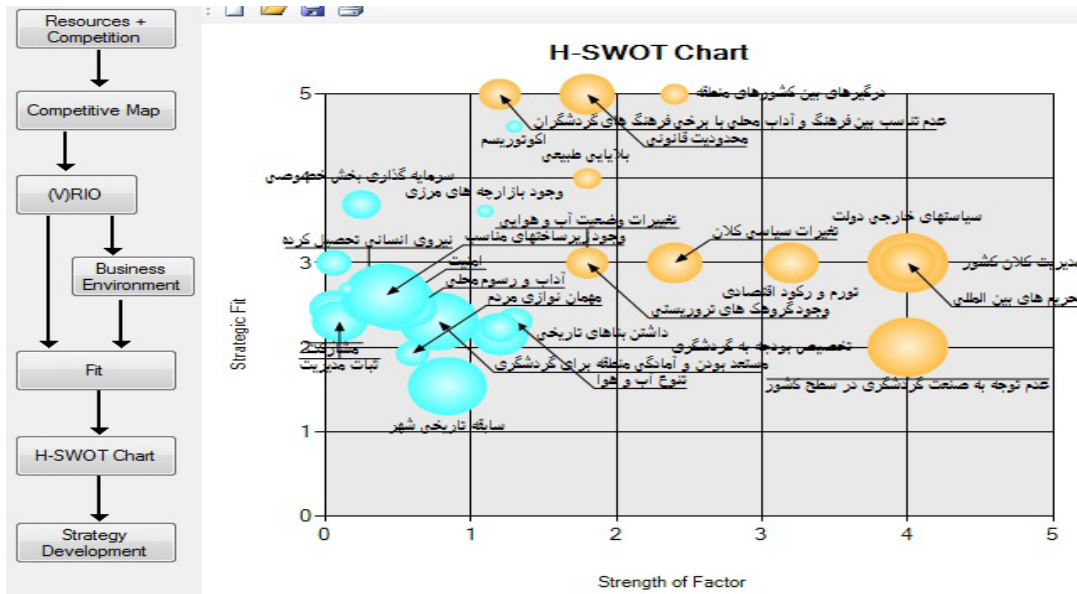 Resources +
Competition
Competitive Map
(V)RIO
Business
Environment
Fit
H-SWOT Chart
Strategy
Development
H-SWOT Chart
Strategic Fit
5
4
3
2
1
0
درگیرهای بین کشورهای منطقه
عدم تناسب بین فرهنگ و آداب محلی با برخی فرهنگ های گردشگران
اکوتوریسم
محدودیت قانونی
بلایایی طبیعی
سرمایه گذاری بخش خصوصی
وجود بازارچه های مرزی
تغییرات وضعیت آب و هوایی
سیاستهای خارجی دولت
نیروی انسانی تحصیل کرده
وجود زیرساختهای مناسب
تغیرات سیاسی کلان
امنیت
مدیریت کلان کشور
آداب و رسوم محلی
مهمان نوازی مردم
تورم و رکود اقتصادی
تحریم های بین المللی
وجودگروهک های تروریستی
داشتن بناهای تاریخی
تخصیص بودجه به گردشگری
مشارکت
ثبات مدیریت
مستعد بودن و آمادگی منطقه برای گردشگری
تنوع آب و هوا
عدم توجه به صنعت گردشگری در سطح کشور
سابقه تاریخی شهر
0 1 2 3 4 5
Strength of Factor